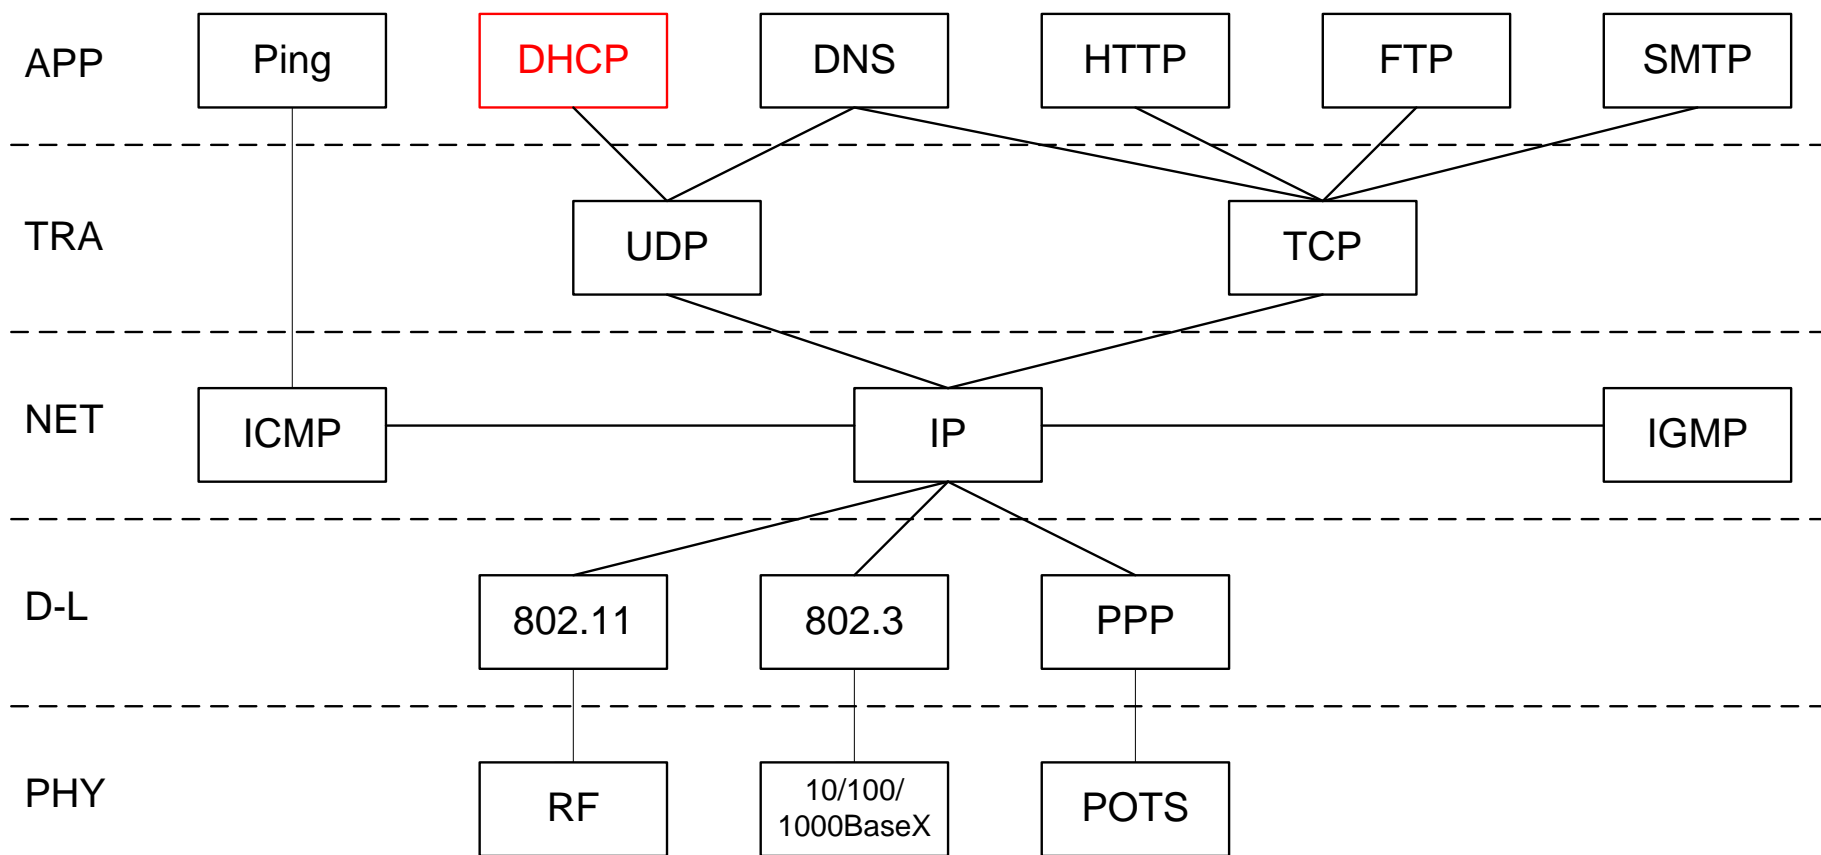 APP
Ping
DHCP
DNS
HTTP
FTP
SMTP
TRA
UDP
TCP
NET
ICMP
IP
IGMP
D-L
802.11
802.3
PPP
PHY
RF
10/100/
1000BaseX
POTS